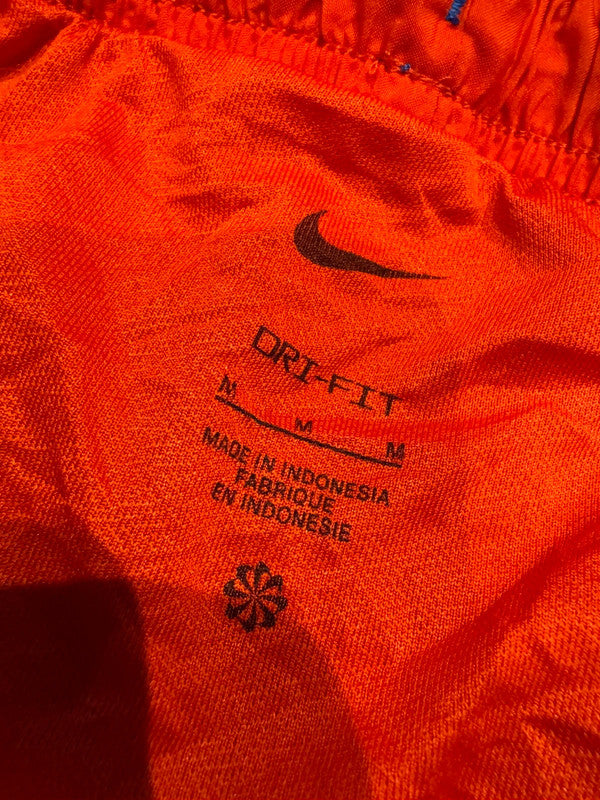 DRI-FIT
M M M
MADE IN INDONESIA
FABRIQUE
EN INDONESIE